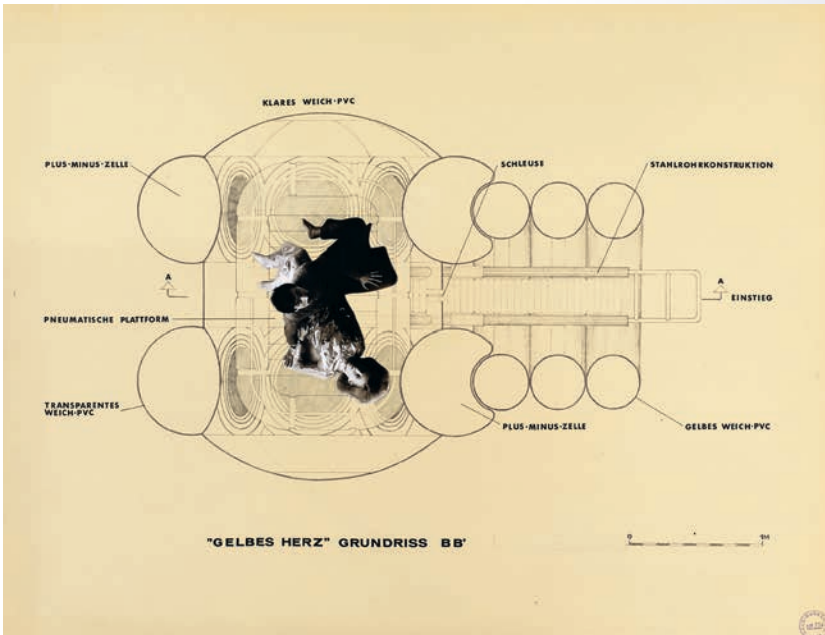 KLARES WEICH-PVC
PLUS-MINUS-ZELLE
SCHLEUSE
STAHLROHRKONSTRUKTION
A
A
EINSTIEG
PNEUMATISCHE PLATTFORM
TRANSPARENTES
WEICH-PVC
PLUS-MINUS-ZELLE
GELBES WEICH-PVC
"GELBES HERZ" GRUNDRISS BB'
0
1M